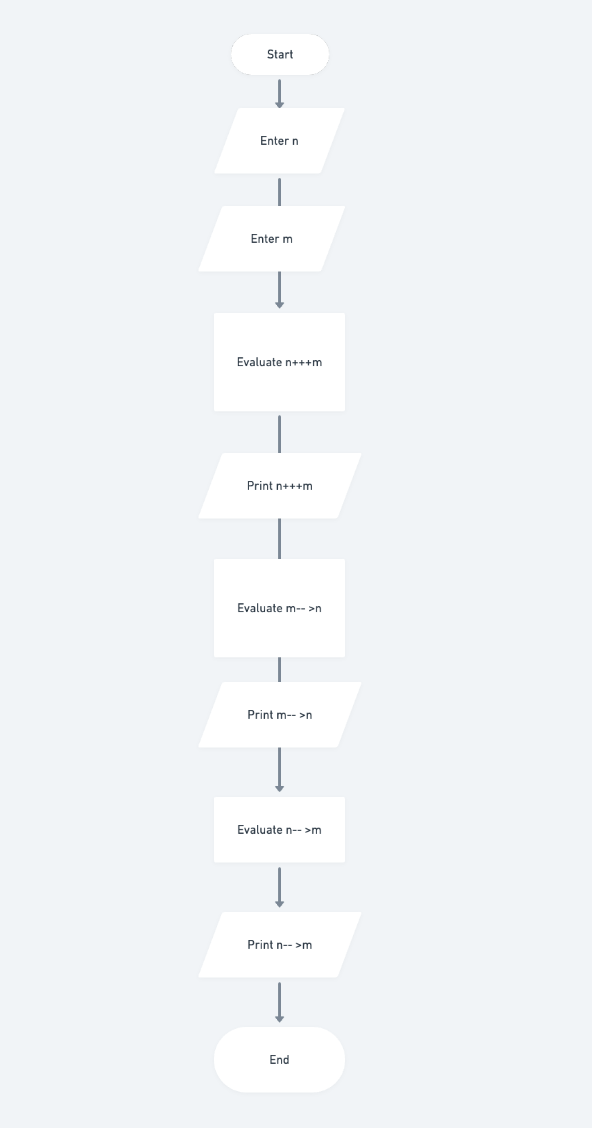 Start
Enter n
Enter m
Evaluate n+++m
Print n+++m
Evaluate m-- >n
Print m-- >n
Evaluate n-- >m
Print n-- >m
End